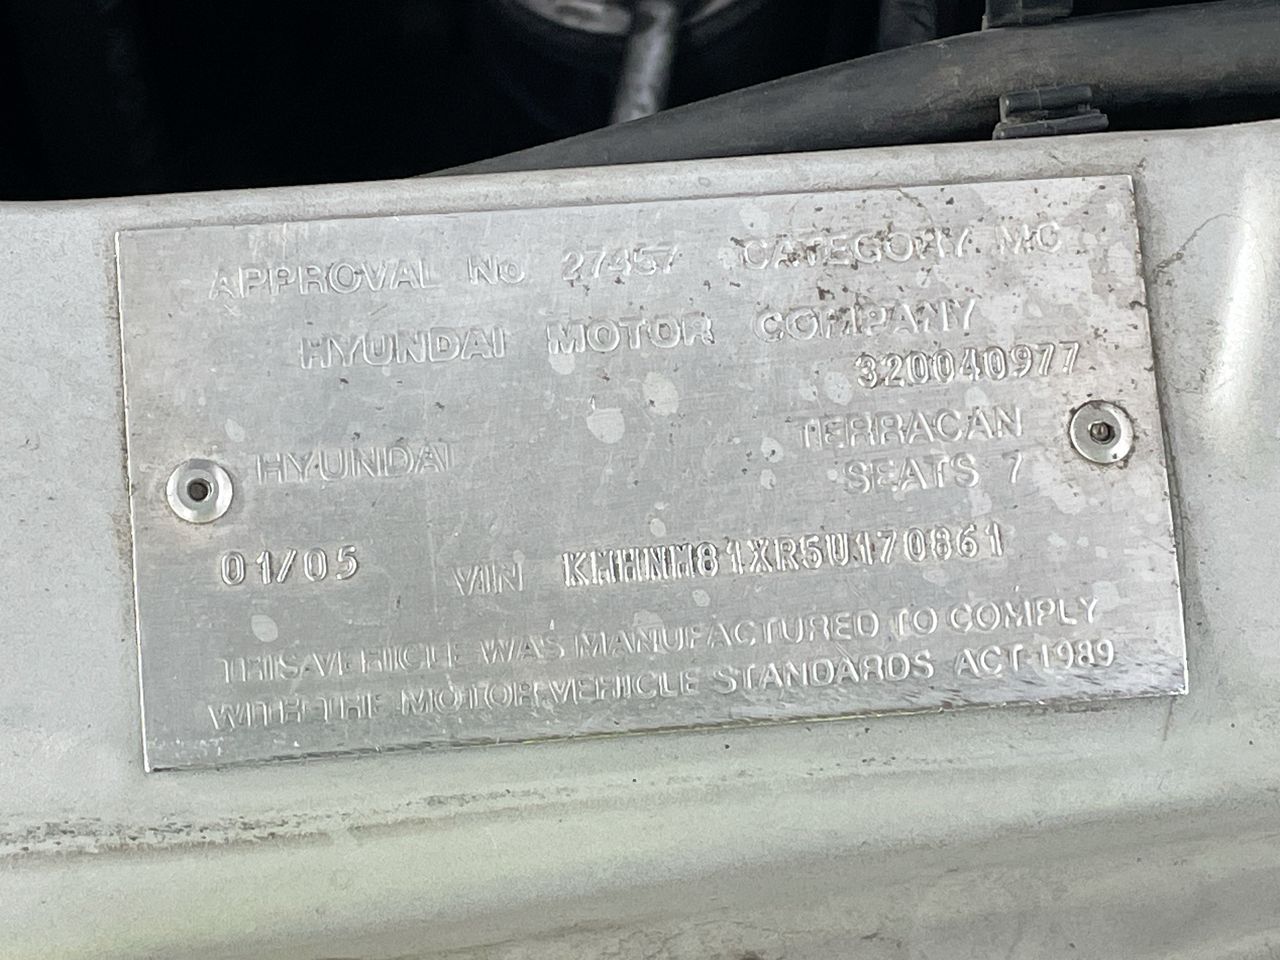 APPROVAL No 27457 CATEGORY MC
HYUNDAI MOTOR COMPANY
320040977
HYUNDAI TERRACAN
SEATS 7
01/05 VIN KMHNM81XR5U170861
THIS VEHICLE WAS MANUFACTURED TO COMPLY
WITH THE MOTOR VEHICLE STANDARDS ACT 1989